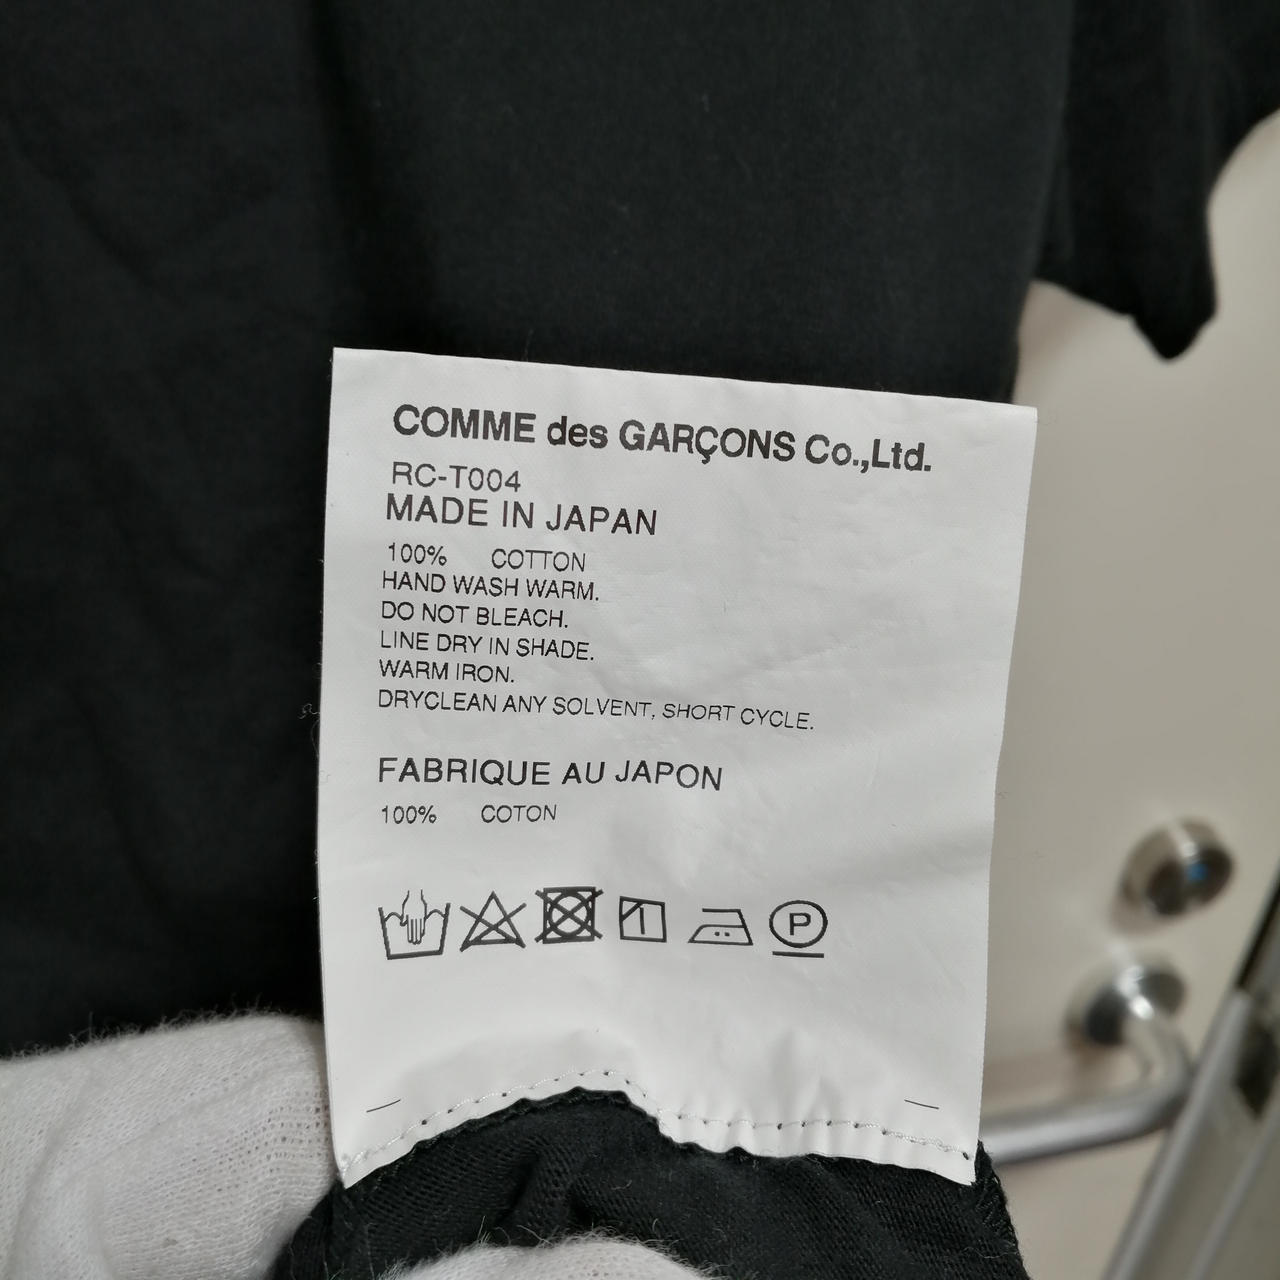 COMME des GARÇONS Co.,Ltd.
RC-T004
MADE IN JAPAN
100% COTTON
HAND WASH WARM.
DO NOT BLEACH.
LINE DRY IN SHADE.
WARM IRON.
DRYCLEAN ANY SOLVENT, SHORT CYCLE.
FABRIQUE AU JAPON
100% COTON
P